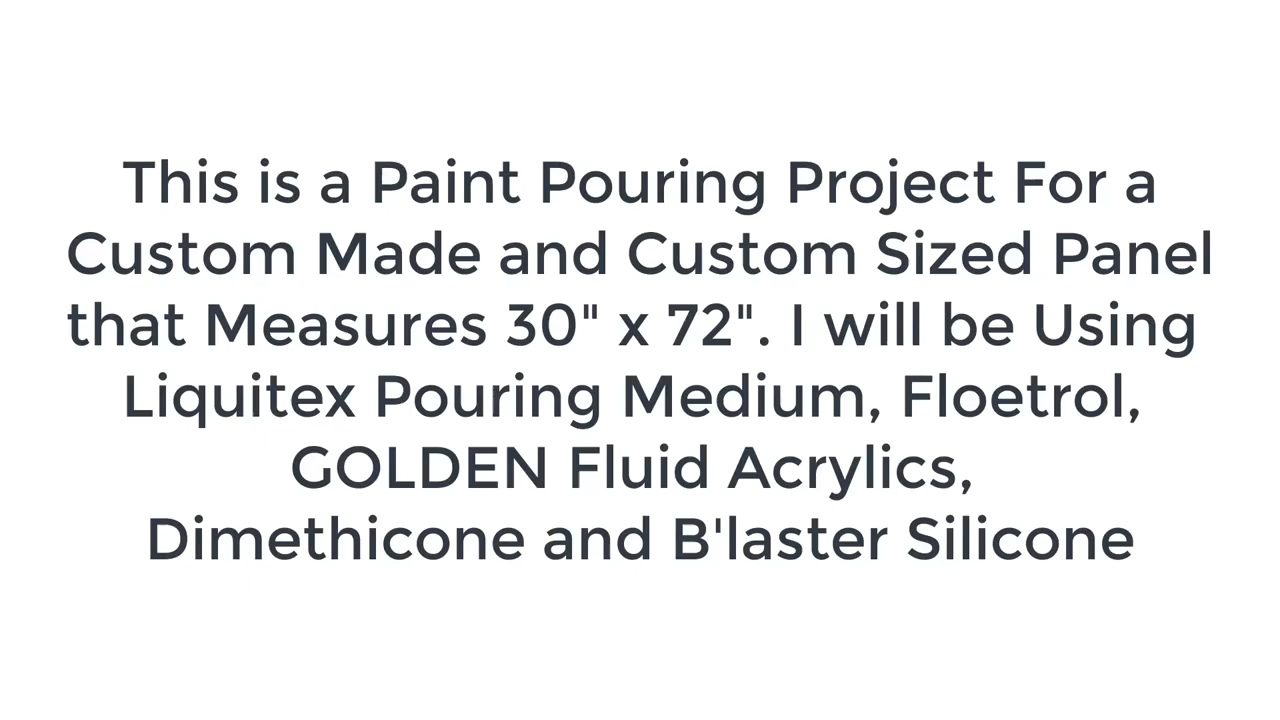 This is a Paint Pouring Project For a
Custom Made and Custom Sized Panel
that Measures 30" x 72". I will be Using
Liquitex Pouring Medium, Floetrol,
GOLDEN Fluid Acrylics,
Dimethicone and B'laster Silicone